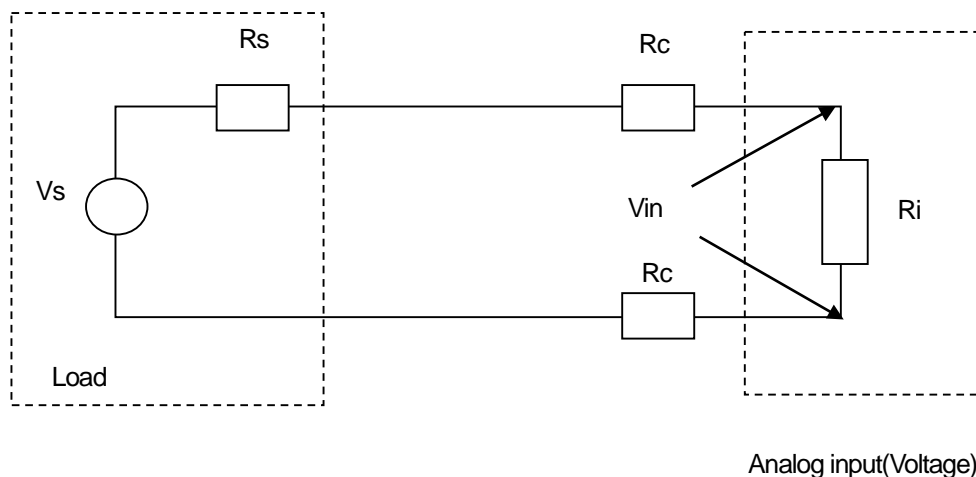 Rs
Rc
Vs
Vin
Ri
Rc
Load
Analog input(Voltage)